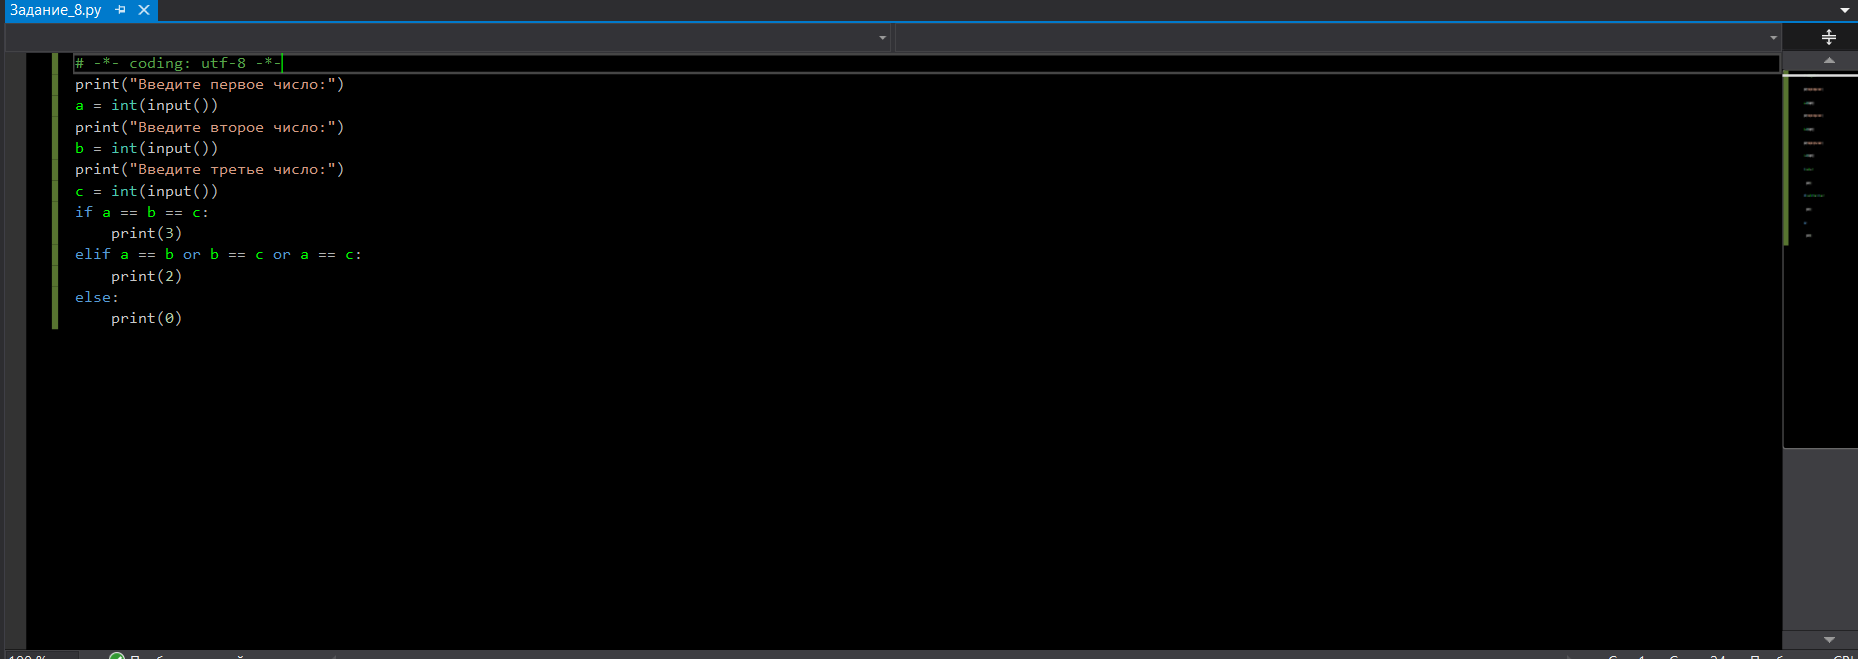 Задание_8.py
# -*- coding: utf-8 -*-
print("Введите первое число:")
a = int(input())
print("Введите второе число:")
b = int(input())
print("Введите третье число:")
c = int(input())
if a == b == c:
    print(3)
elif a == b or b == c or a == c:
    print(2)
else:
    print(0)